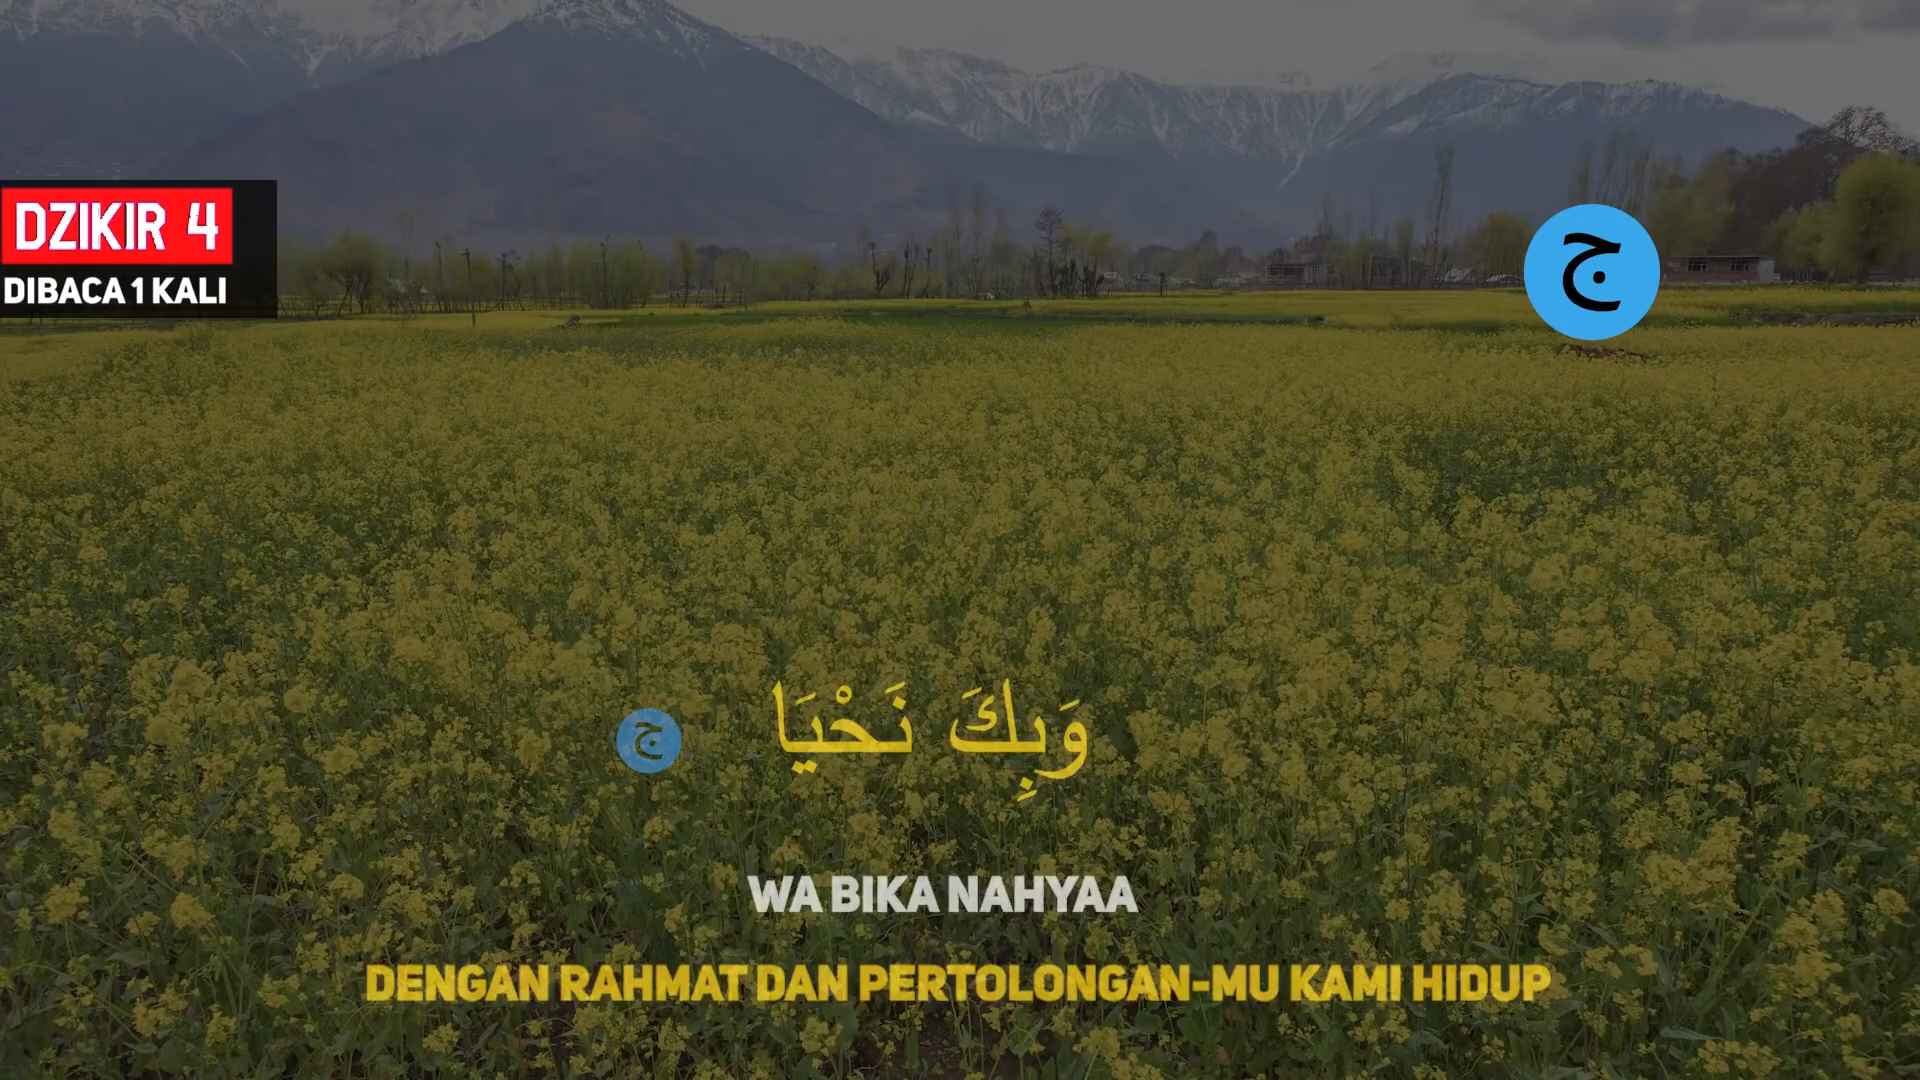 DZIKIR 4
DIBACA 1 KALI
ج
وَبِكَ نَحْيَا
ج
WA BIKA NAHYAA
DENGAN RAHMAT DAN PERTOLONGAN-MU KAMI HIDUP